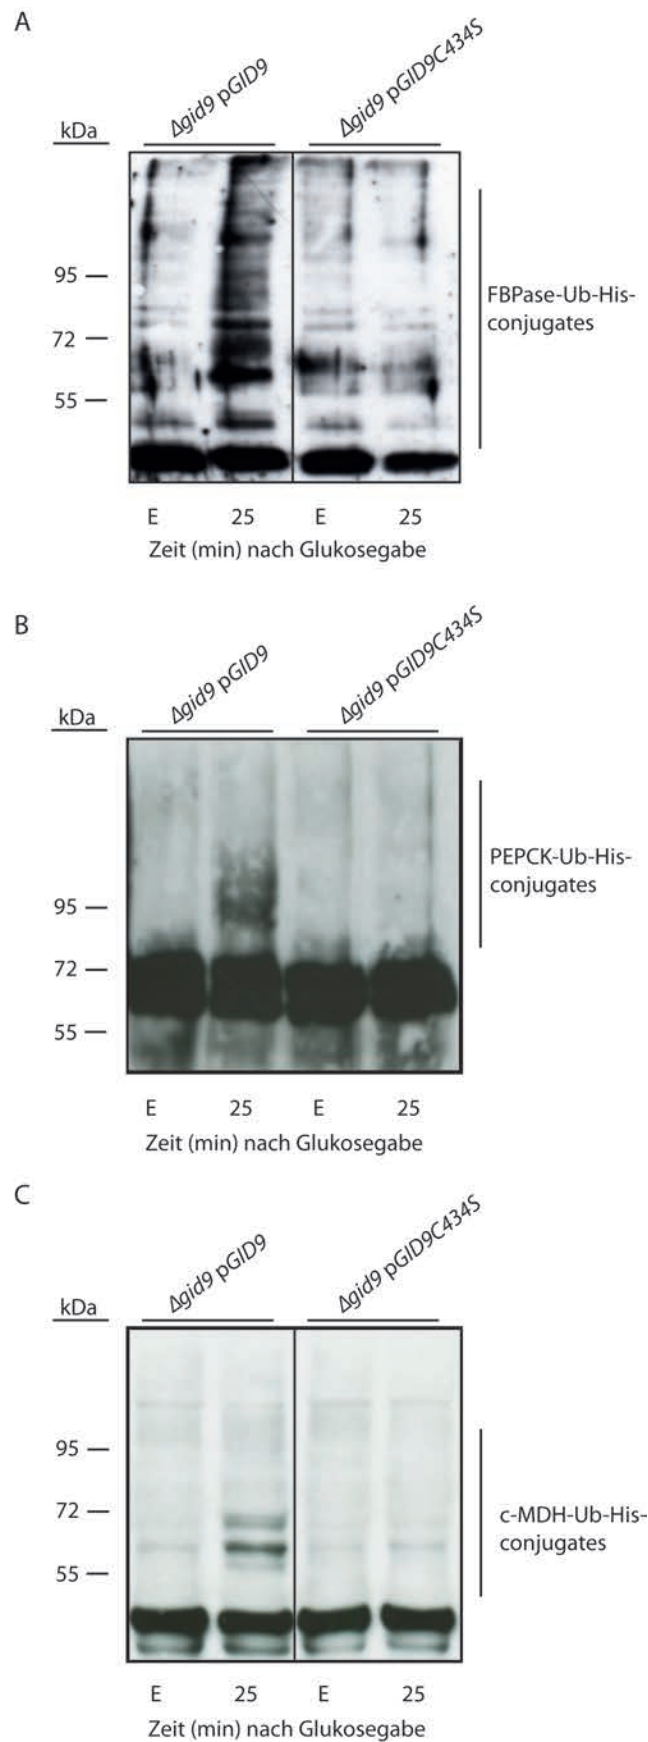 A
Δgid9 pGID9
Δgid9 pGID9C434S
kDa
95
72
55
FBPase-Ub-His-
conjugates
E 25 E 25
Zeit (min) nach Glukosegabe
B
Δgid9 pGID9
Δgid9 pGID9C434S
kDa
95
72
55
PEPCK-Ub-His-
conjugates
E 25 E 25
Zeit (min) nach Glukosegabe
C
Δgid9 pGID9
Δgid9 pGID9C434S
kDa
95
72
55
c-MDH-Ub-His-
conjugates
E 25 E 25
Zeit (min) nach Glukosegabe